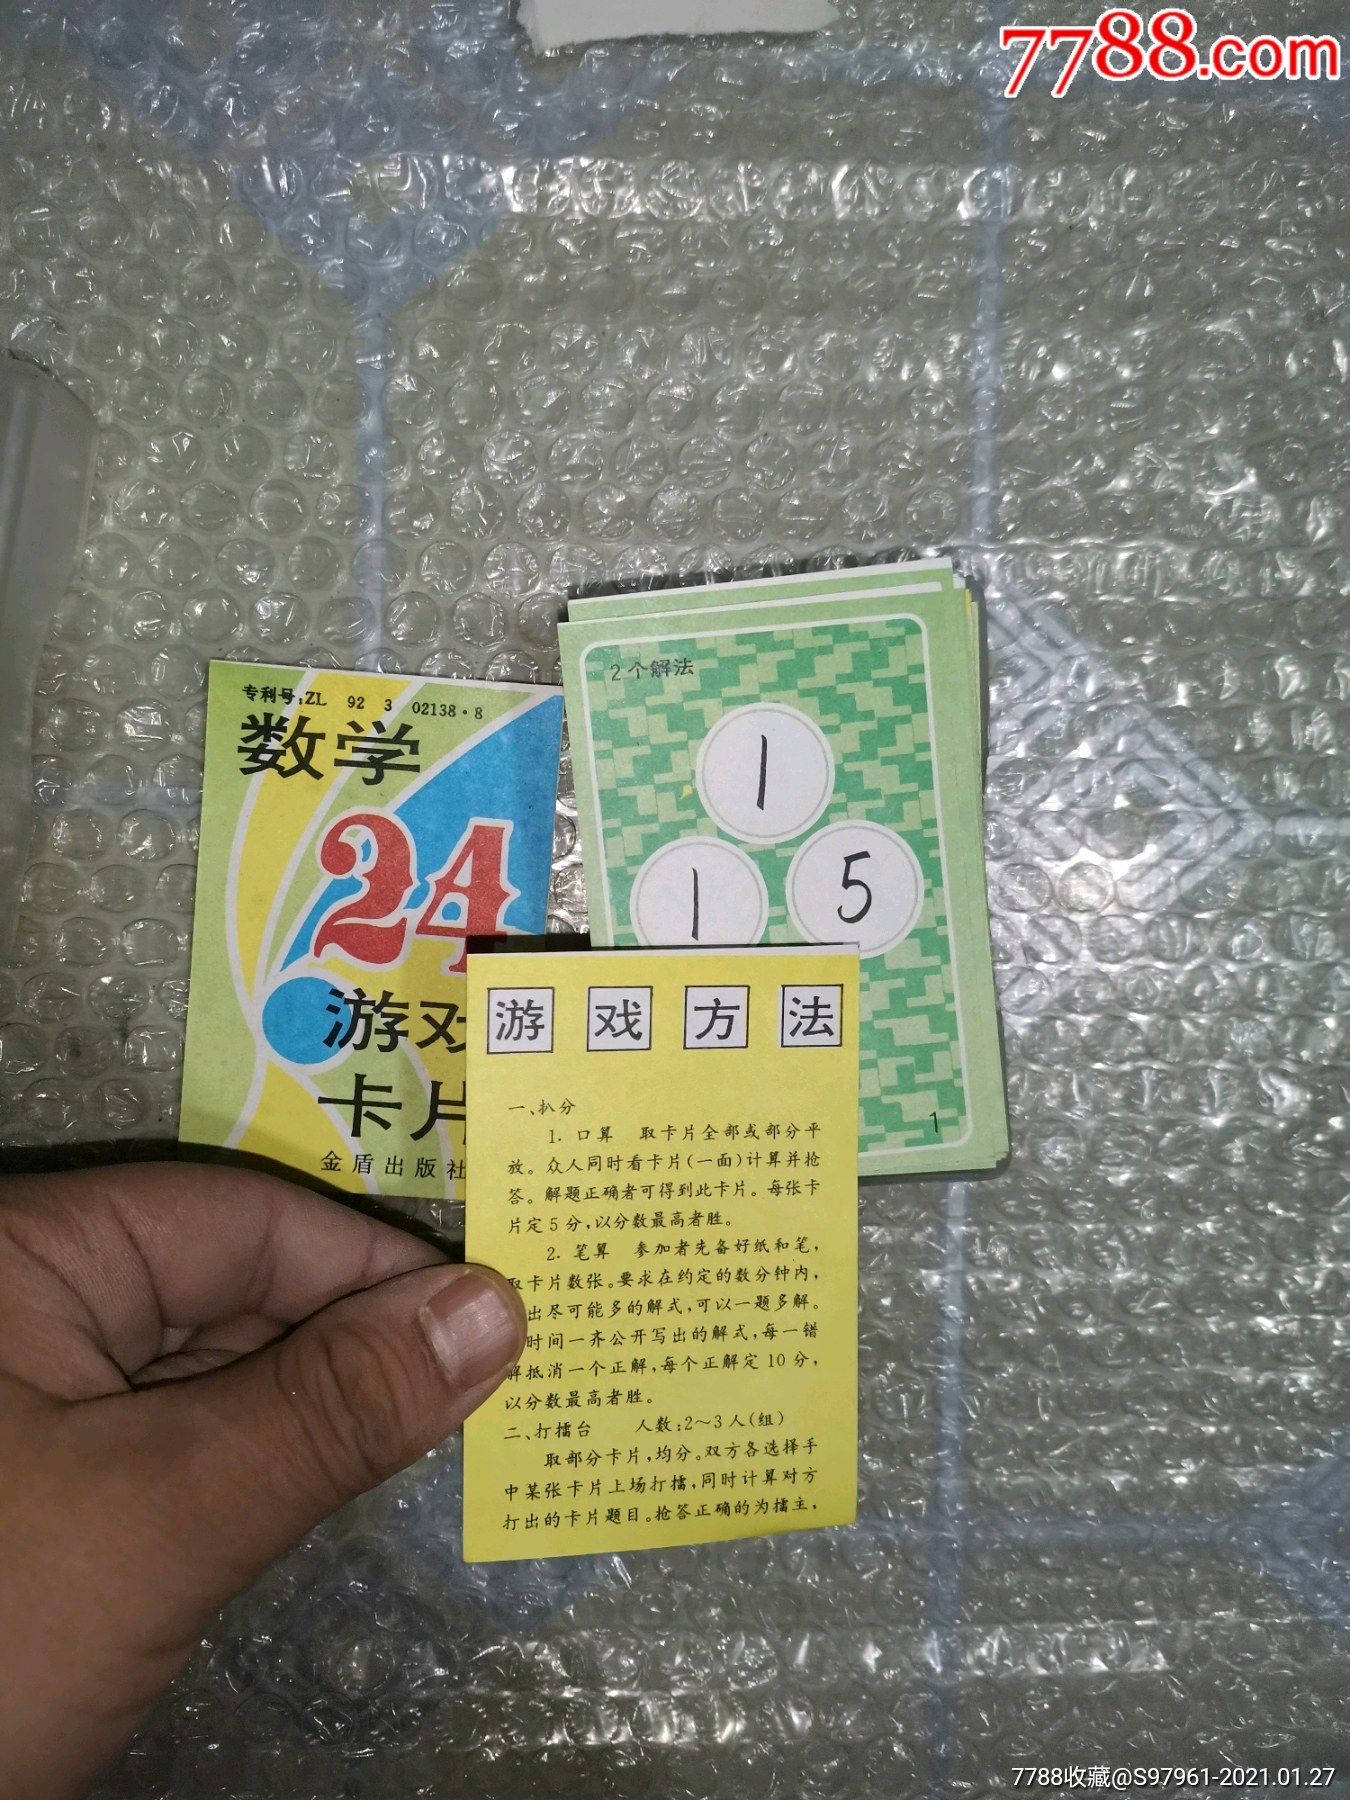 7788.com
专利号:ZL 92 3 02138·8
数学
24
游戏
卡片
金盾出版社
2个解法
1
1 5
1
游戏方法
一、扒分
1. 口算 取卡片全部或部分平
放。众人同时看卡片(一面)计算并抢
答。解题正确者可得到此卡片。每张卡
片定5分,以分数最高者胜。
2. 笔算 参加者先备好纸和笔,
取卡片数张。要求在约定的数分钟内,
出尽可能多的解式,可以一题多解。
时间一齐公开写出的解式,每一错
解抵消一个正解,每个正解定10分,
以分数最高者胜。
二、打擂台 人数:2～3人(组)
取部分卡片,均分。双方各选择手
中某张卡片上场打擂,同时计算对方
打出的卡片题目。抢答正确的为擂主,
7788收藏@S97961-2021.01.27